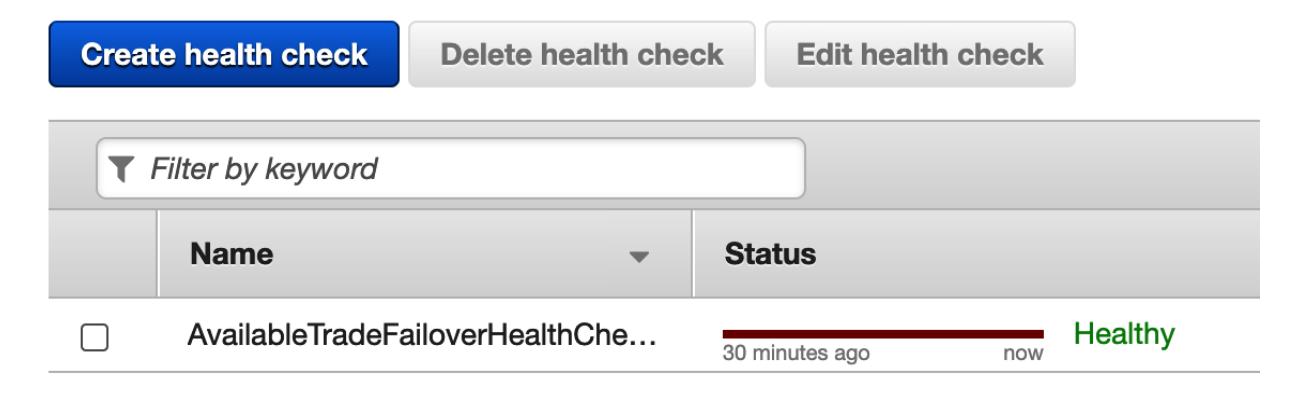 Create health check Delete health check Edit health check
Filter by keyword
Name Status
AvailableTradeFailoverHealthChe... Healthy
30 minutes ago now